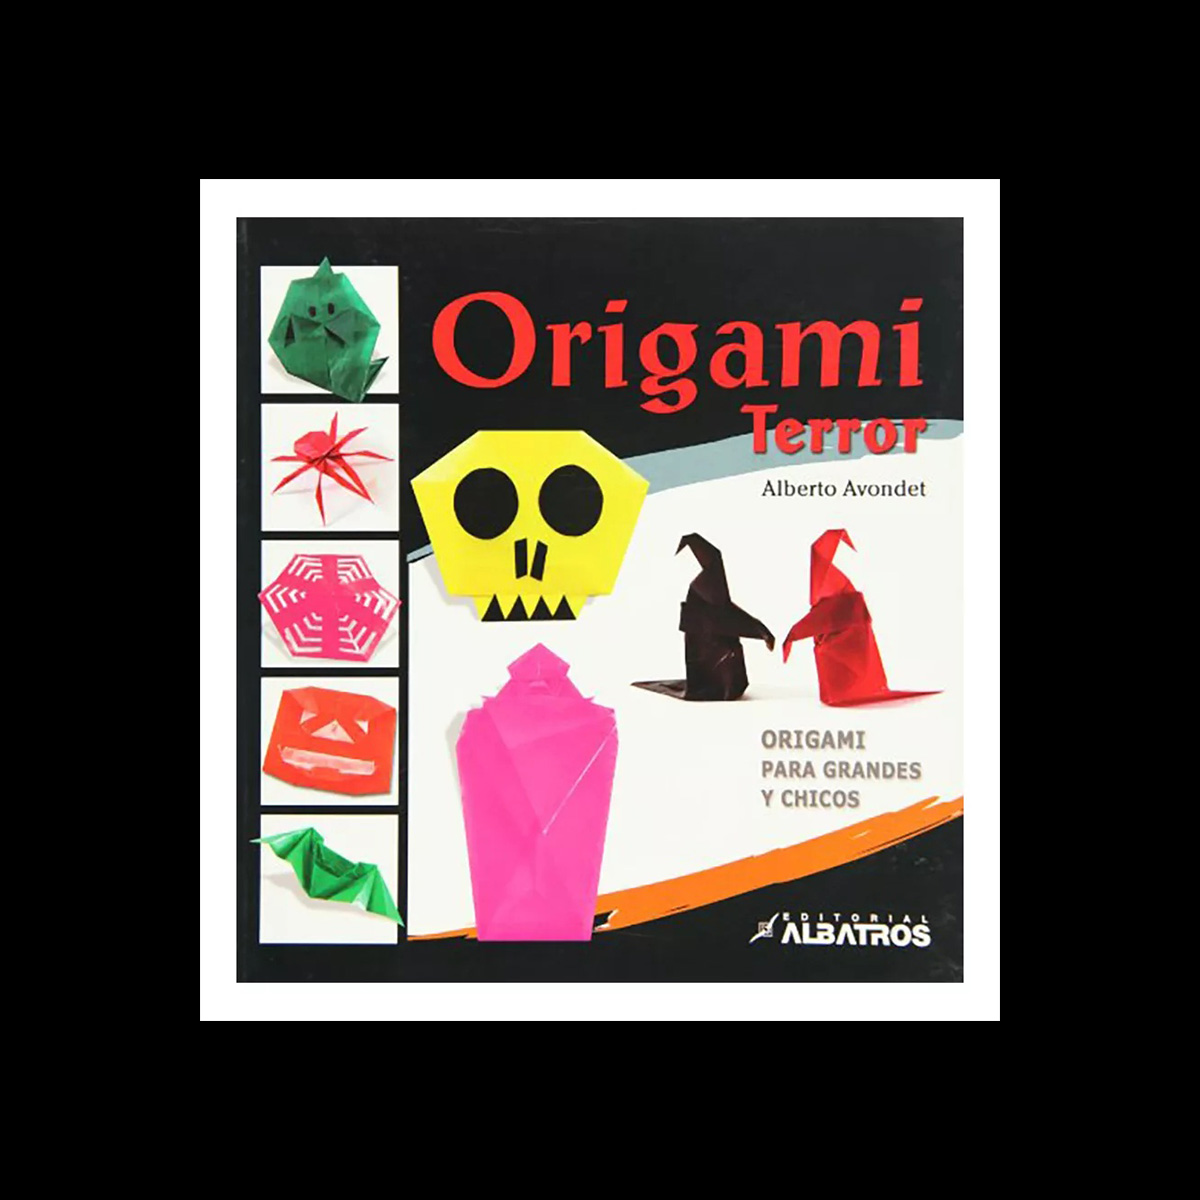 Origami
Terror
Alberto Avondet
ORIGAMI
PARA GRANDES
Y CHICOS
EDITORIAL
ALBATROS